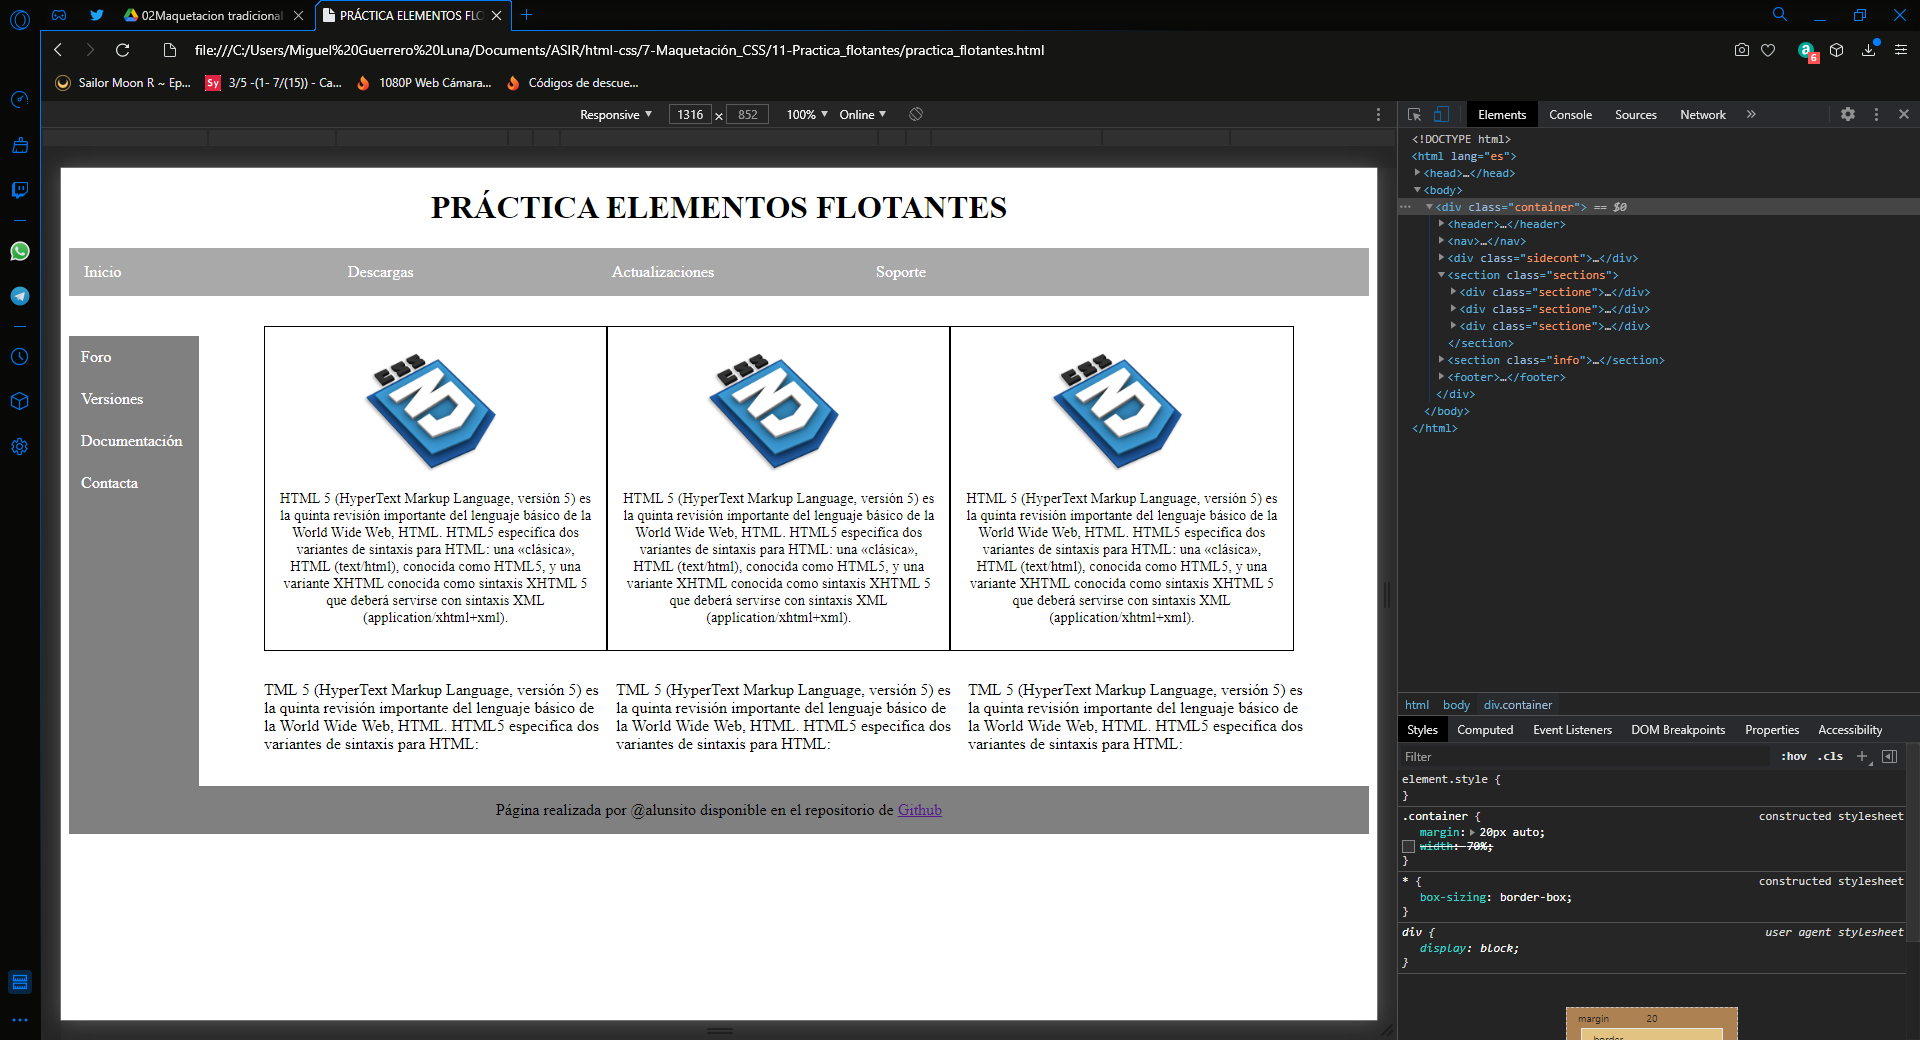 02Maquetacion tradicional
PRÁCTICA ELEMENTOS FLO
file:///C:/Users/Miguel%20Guerrero%20Luna/Documents/ASIR/html-css/7-Maquetación_CSS/11-Practica_flotantes/practica_flotantes.html
a 6
Sailor Moon R ~ Ep...
Sy 3/5 -(1- 7/(15)) - Ca...
1080P Web Cámara...
Códigos de descue...
Responsive
1316 × 852
100%
Online
PRÁCTICA ELEMENTOS FLOTANTES
Inicio
Descargas
Actualizaciones
Soporte
Foro
Versiones
Documentación
Contacta
CSS
HTML 5 (HyperText Markup Language, versión 5) es
la quinta revisión importante del lenguaje básico de la
World Wide Web, HTML. HTML5 especifica dos
variantes de sintaxis para HTML: una «clásica»,
HTML (text/html), conocida como HTML5, y una
variante XHTML conocida como sintaxis XHTML 5
que deberá servirse con sintaxis XML
(application/xhtml+xml).
CSS
HTML 5 (HyperText Markup Language, versión 5) es
la quinta revisión importante del lenguaje básico de la
World Wide Web, HTML. HTML5 especifica dos
variantes de sintaxis para HTML: una «clásica»,
HTML (text/html), conocida como HTML5, y una
variante XHTML conocida como sintaxis XHTML 5
que deberá servirse con sintaxis XML
(application/xhtml+xml).
CSS
HTML 5 (HyperText Markup Language, versión 5) es
la quinta revisión importante del lenguaje básico de la
World Wide Web, HTML. HTML5 especifica dos
variantes de sintaxis para HTML: una «clásica»,
HTML (text/html), conocida como HTML5, y una
variante XHTML conocida como sintaxis XHTML 5
que deberá servirse con sintaxis XML
(application/xhtml+xml).
TML 5 (HyperText Markup Language, versión 5) es
la quinta revisión importante del lenguaje básico de
la World Wide Web, HTML. HTML5 especifica dos
variantes de sintaxis para HTML:
TML 5 (HyperText Markup Language, versión 5) es
la quinta revisión importante del lenguaje básico de
la World Wide Web, HTML. HTML5 especifica dos
variantes de sintaxis para HTML:
TML 5 (HyperText Markup Language, versión 5) es
la quinta revisión importante del lenguaje básico de
la World Wide Web, HTML. HTML5 especifica dos
variantes de sintaxis para HTML:
Página realizada por @alunsito disponible en el repositorio de Github
Elements Console Sources Network »
<!DOCTYPE html>
<html lang="es">
<head>…</head>
<body>
<div class="container"> == $0
<header>…</header>
<nav>…</nav>
<div class="sidecont">…</div>
<section class="sections">
<div class="sectione">…</div>
<div class="sectione">…</div>
<div class="sectione">…</div>
</section>
<section class="info">…</section>
<footer>…</footer>
</div>
</body>
</html>
html body div.container
Styles Computed Event Listeners DOM Breakpoints Properties Accessibility
Filter :hov .cls +
element.style {
}
.container { constructed stylesheet
margin: 20px auto;
width: 70%;
}
* { constructed stylesheet
box-sizing: border-box;
}
div { user agent stylesheet
display: block;
}
margin 20
border